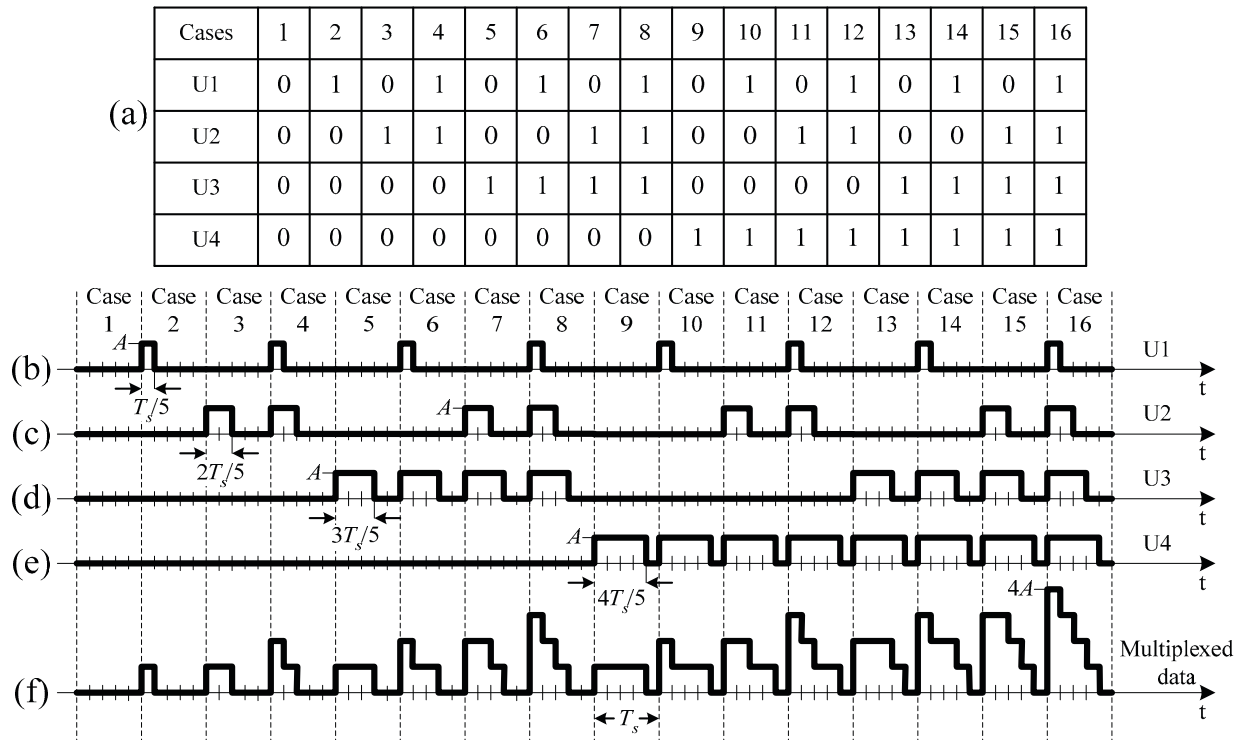 Cases 1 2 3 4 5 6 7 8 9 10 11 12 13 14 15 16
(a)
U1 0 1 0 1 0 1 0 1 0 1 0 1 0 1 0 1
U2 0 0 1 1 0 0 1 1 0 0 1 1 0 0 1 1
U3 0 0 0 0 1 1 1 1 0 0 0 0 1 1 1 1
U4 0 0 0 0 0 0 0 0 1 1 1 1 1 1 1 1
Case Case Case Case Case Case Case Case Case Case Case Case Case Case Case Case
1 2 3 4 5 6 7 8 9 10 11 12 13 14 15 16
(b) A U1
t
Ts/5
(c) A U2
t
2Ts/5
(d) A U3
t
3Ts/5
(e) A U4
t
4Ts/5
4A
(f) Multiplexed
data
t
Ts